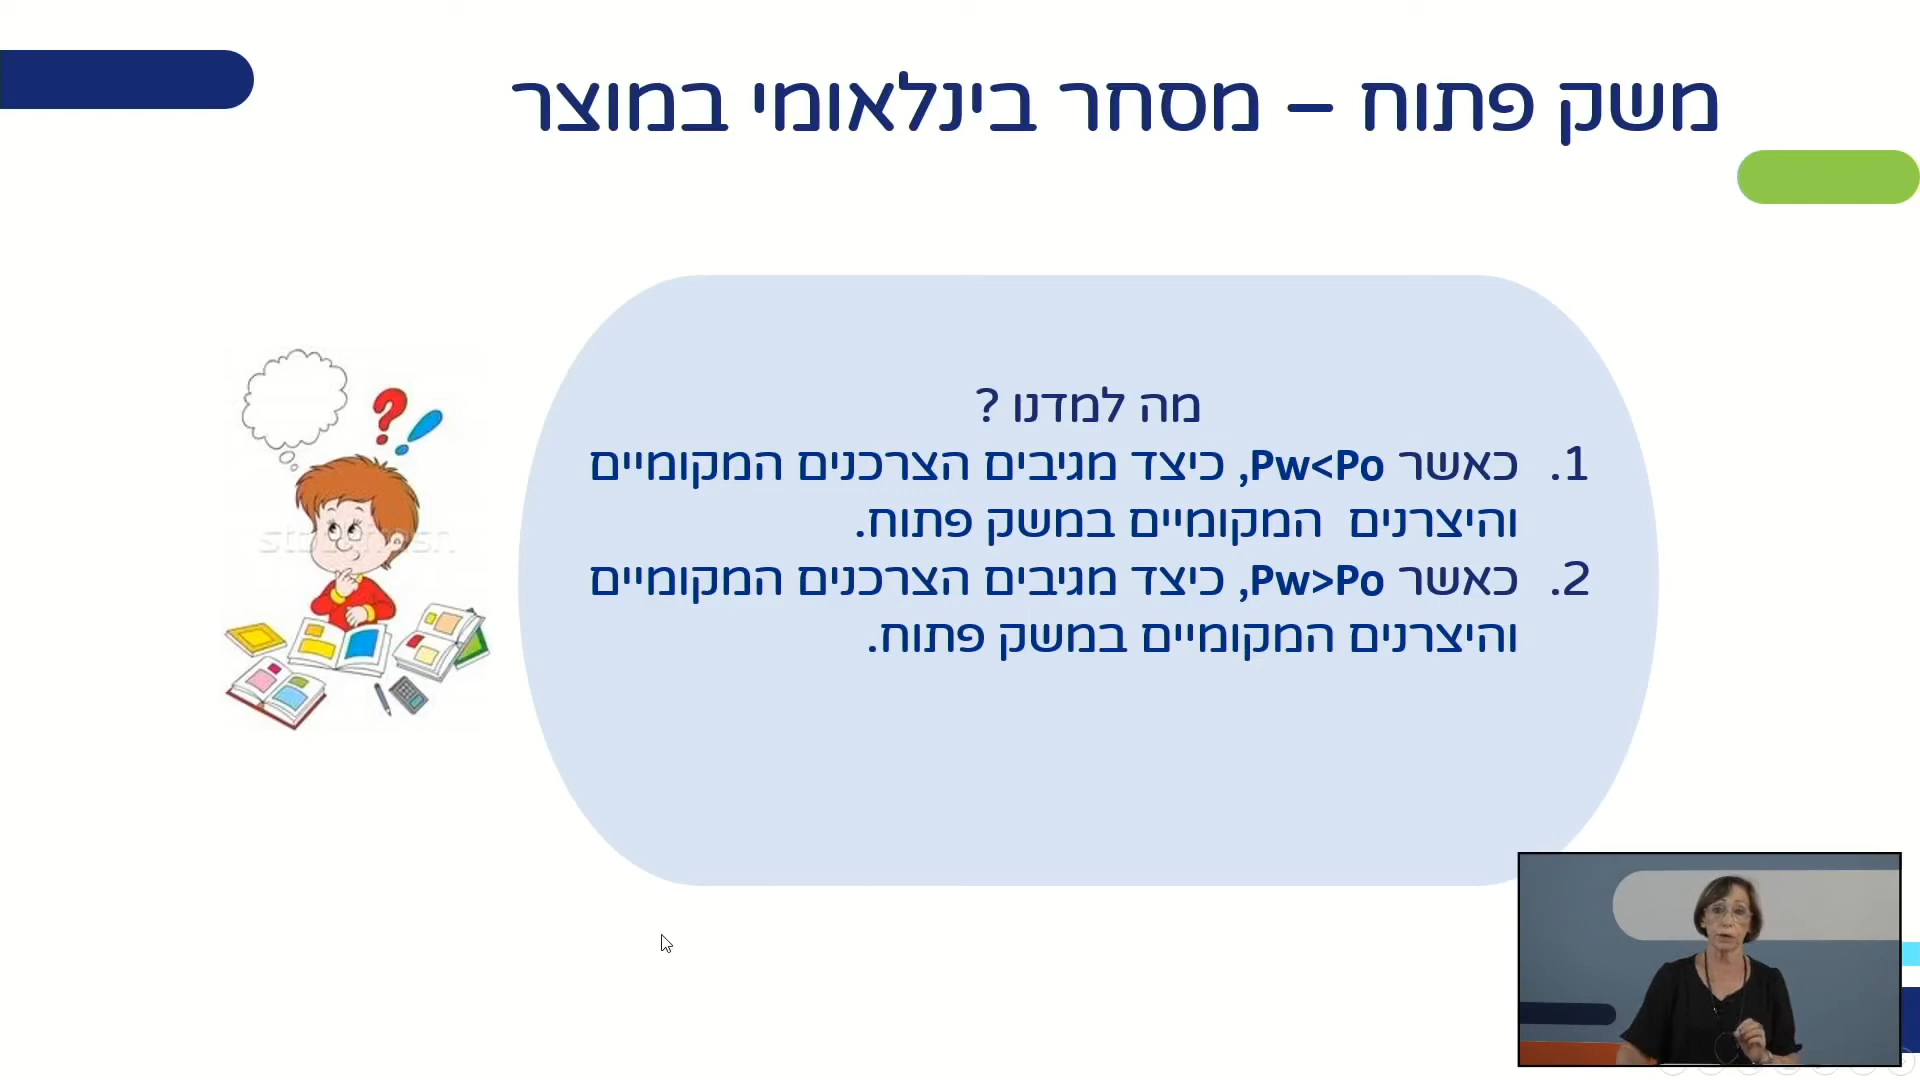 משק פתוח – מסחר בינלאומי במוצר
מה למדנו ?
1. כאשר Pw<Po, כיצד מגיבים הצרכנים המקומיים
והיצרנים המקומיים במשק פתוח.
2. כאשר Pw>Po, כיצד מגיבים הצרכנים המקומיים
והיצרנים המקומיים במשק פתוח.